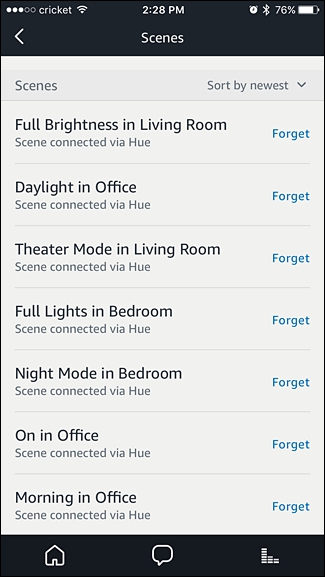 cricket 2:28 PM 76%
Scenes
Scenes Sort by newest
Full Brightness in Living Room
Scene connected via Hue
Forget
Daylight in Office
Scene connected via Hue
Forget
Theater Mode in Living Room
Scene connected via Hue
Forget
Full Lights in Bedroom
Scene connected via Hue
Forget
Night Mode in Bedroom
Scene connected via Hue
Forget
On in Office
Scene connected via Hue
Forget
Morning in Office
Scene connected via Hue
Forget